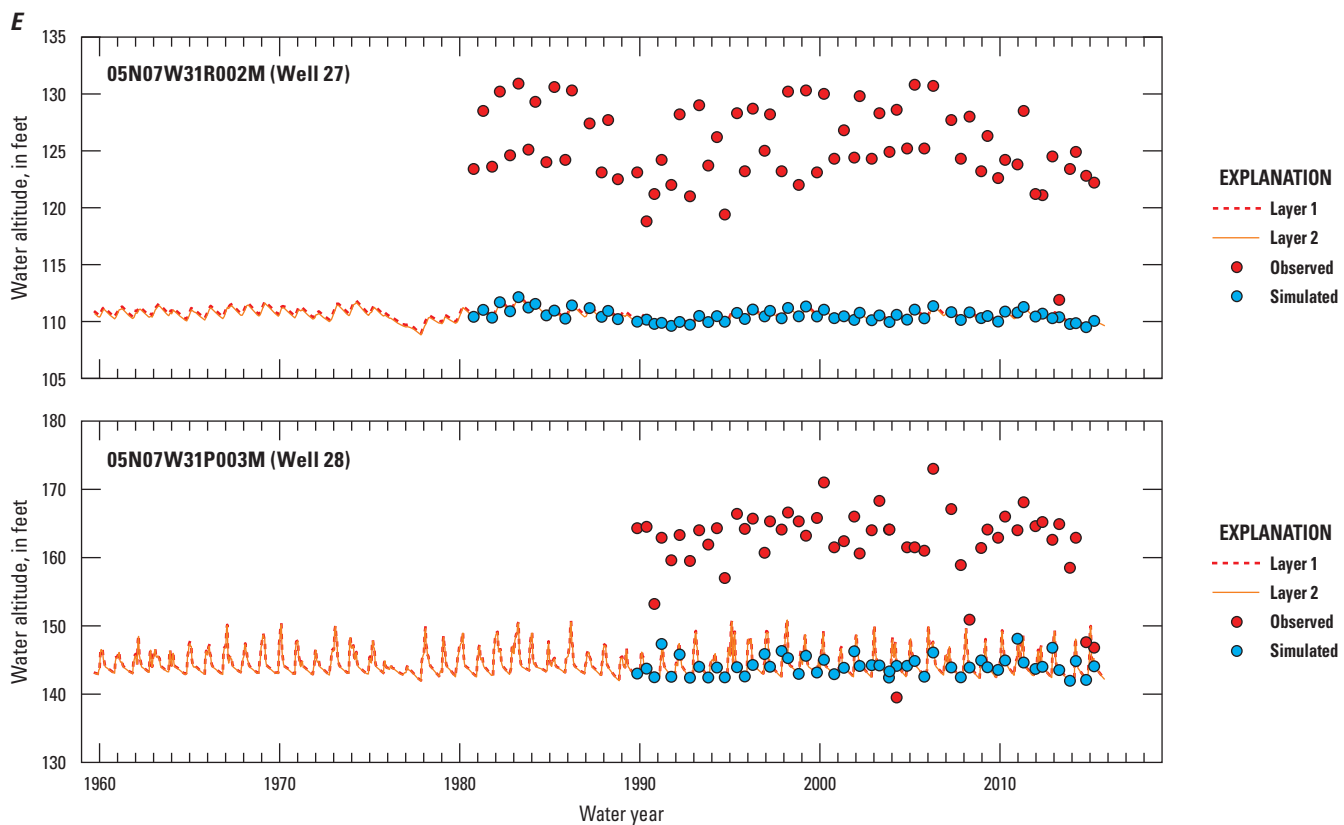 E
135
130
125
120
115
110
105
Water altitude, in feet
05N07W31R002M (Well 27)
EXPLANATION
Layer 1
Layer 2
Observed
Simulated
180
170
160
150
140
130
Water altitude, in feet
05N07W31P003M (Well 28)
EXPLANATION
Layer 1
Layer 2
Observed
Simulated
1960 1970 1980 1990 2000 2010
Water year